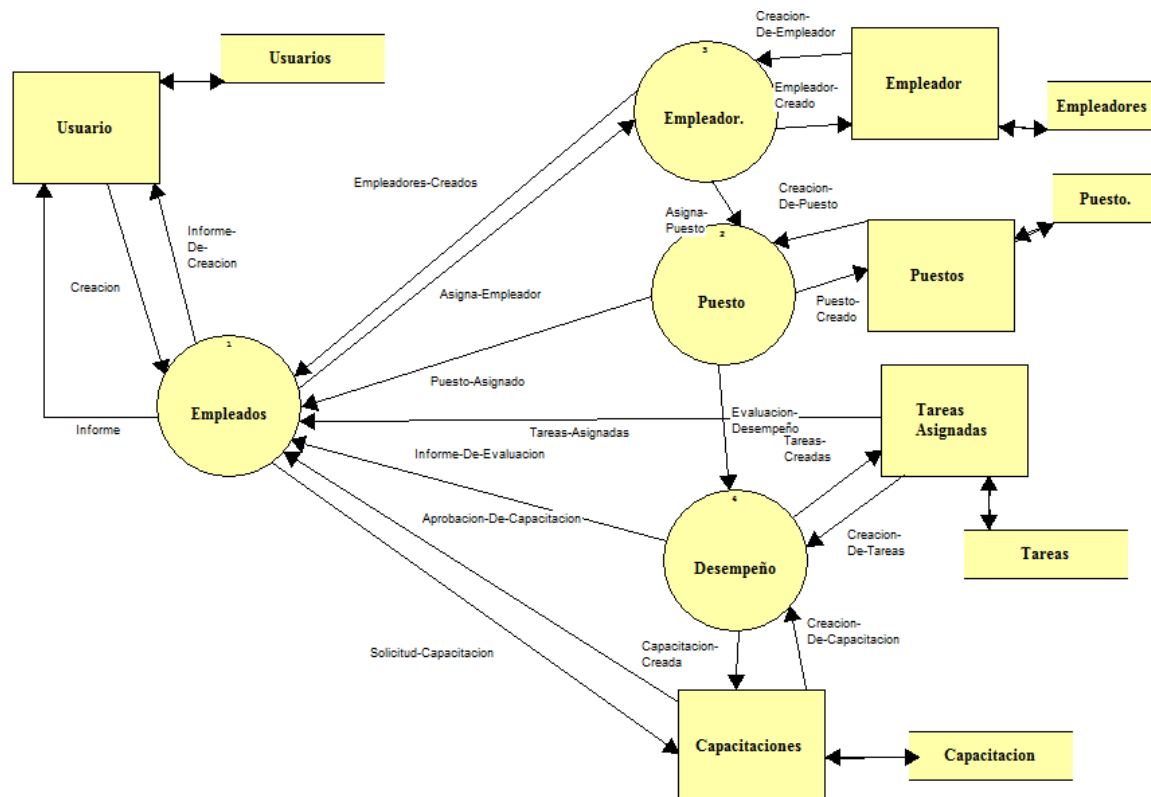 Usuarios
Usuario
3
Empleador.
Creacion-
De-Empleador
Empleador-
Creado
Empleador
Empleadores
Empleadores-Creados
Asigna-
Puesto
Creacion-
De-Puesto
Puesto.
Informe-
De-
Creacion
Creacion
Asigna-Empleador
2
Puesto
Puesto-
Creado
Puestos
1
Empleados
Informe
Puesto-Asignado
Tareas-Asignadas
Evaluacion-
Desempeño
Tareas-
Creadas
Tareas
Asignadas
Informe-De-Evaluacion
Aprobacion-De-Capacitacion
4
Desempeño
Creacion-
De-Tareas
Tareas
Solicitud-Capacitacion
Capacitacion-
Creada
Creacion-
De-Capacitacion
Capacitaciones
Capacitacion